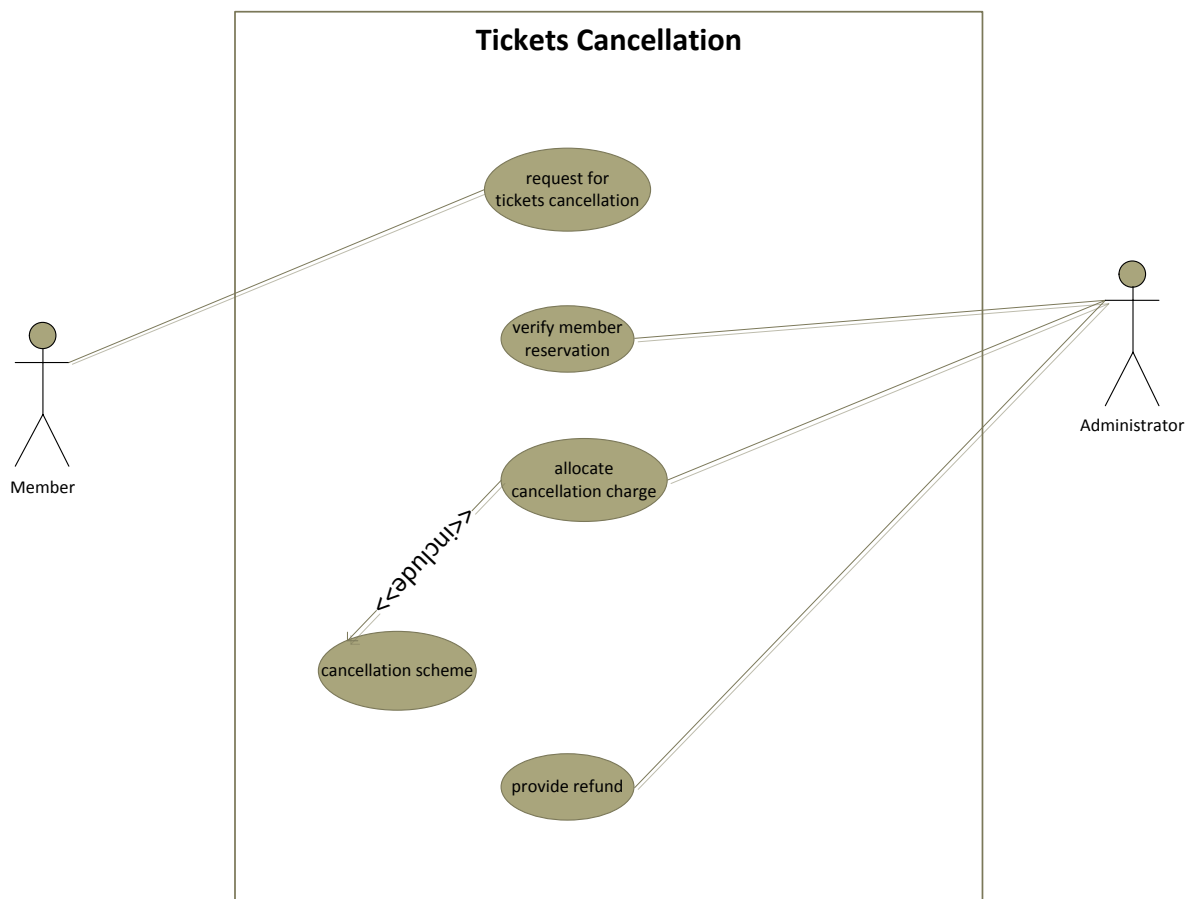 Tickets Cancellation
request for
tickets cancellation
verify member
reservation
Administrator
allocate
cancellation charge
Member
<<include>>
cancellation scheme
provide refund